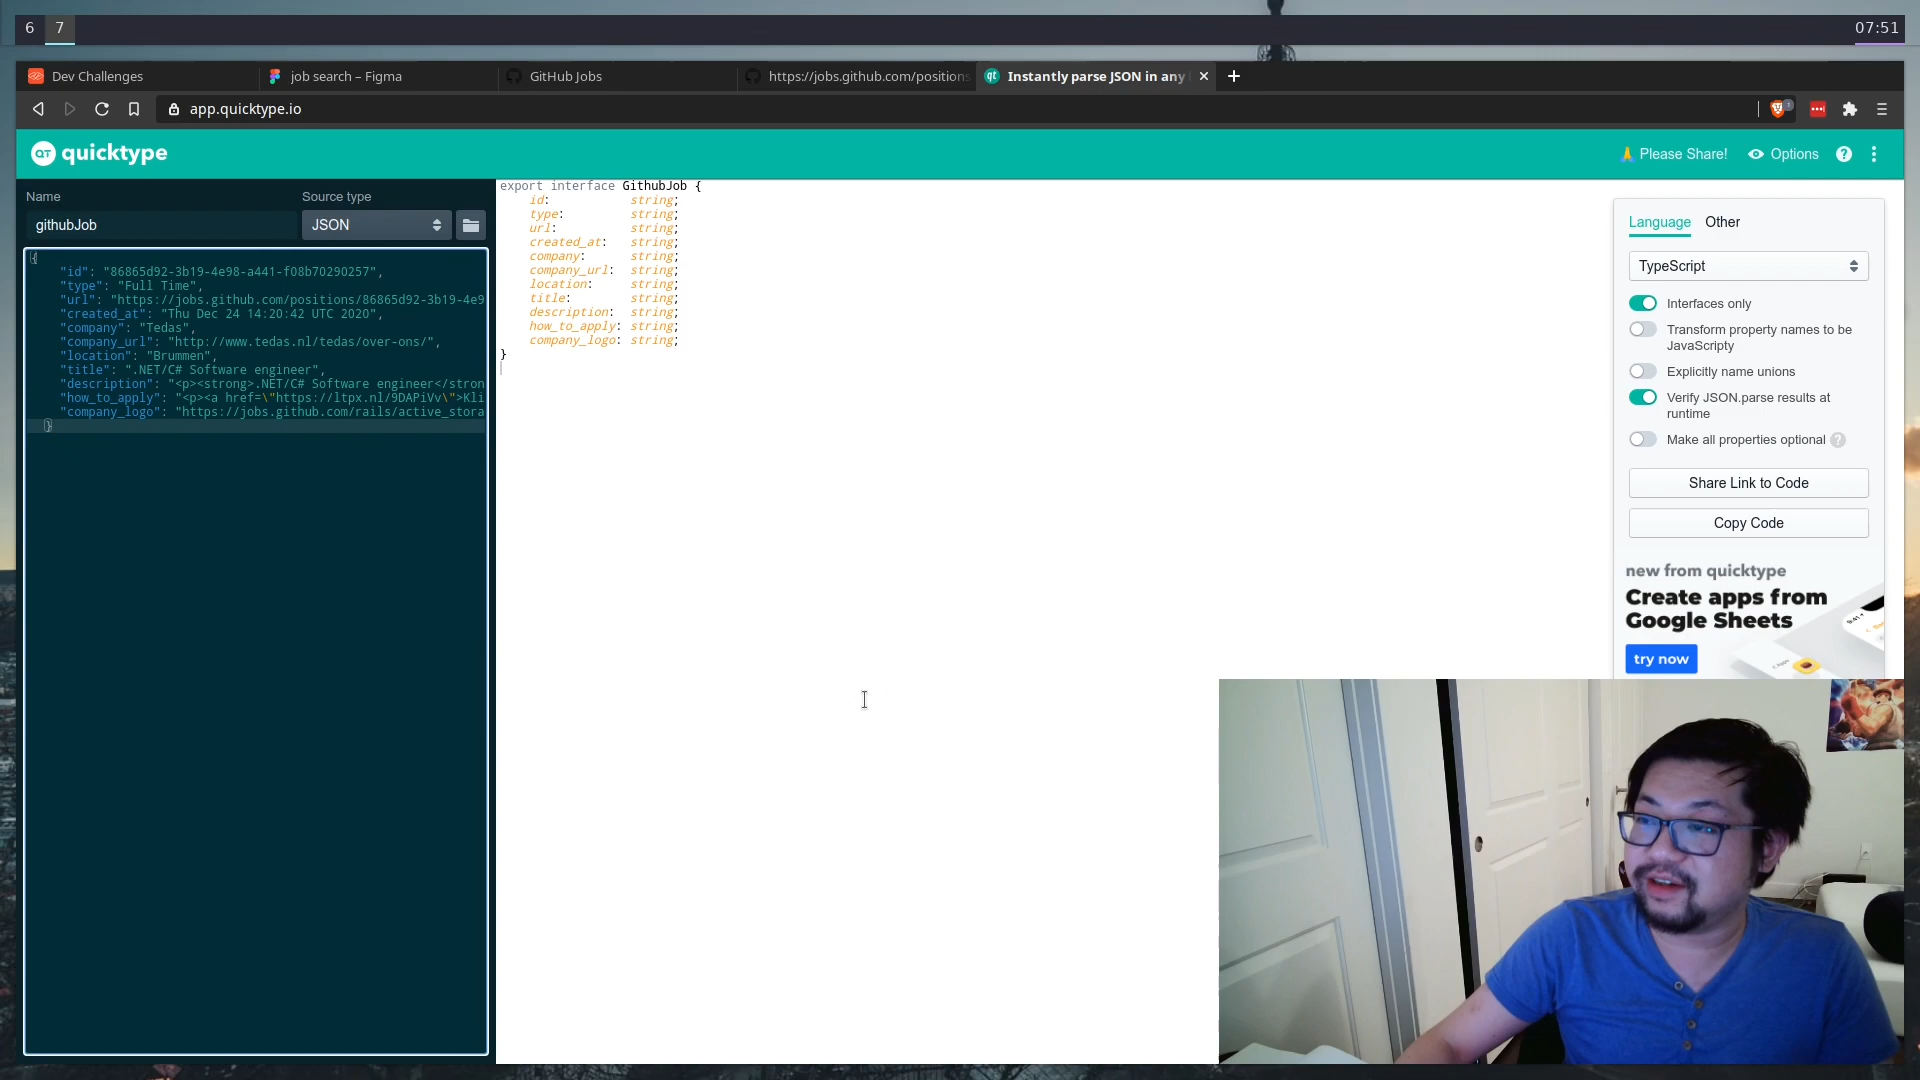 6 7 07:51
Dev Challenges job search – Figma GitHub Jobs https://jobs.github.com/positions Instantly parse JSON in any
app.quicktype.io
QT quicktype Please Share! Options ?
Name Source type
githubJob JSON
{
"id": "86865d92-3b19-4e98-a441-f08b70290257",
"type": "Full Time",
"url": "https://jobs.github.com/positions/86865d92-3b19-4e9
"created_at": "Thu Dec 24 14:20:42 UTC 2020",
"company": "Tedas",
"company_url": "http://www.tedas.nl/tedas/over-ons/",
"location": "Brummen",
"title": ".NET/C# Software engineer",
"description": "<p><strong>.NET/C# Software engineer</stron
"how_to_apply": "<p><a href=\"https://ltpx.nl/9DAPiVv\">Kli
"company_logo": "https://jobs.github.com/rails/active_stora
}
export interface GithubJob {
id: string;
type: string;
url: string;
created_at: string;
company: string;
company_url: string;
location: string;
title: string;
description: string;
how_to_apply: string;
company_logo: string;
}
Language Other
TypeScript
Interfaces only
Transform property names to be
JavaScripty
Explicitly name unions
Verify JSON.parse results at
runtime
Make all properties optional ?
Share Link to Code
Copy Code
new from quicktype
Create apps from
Google Sheets
try now